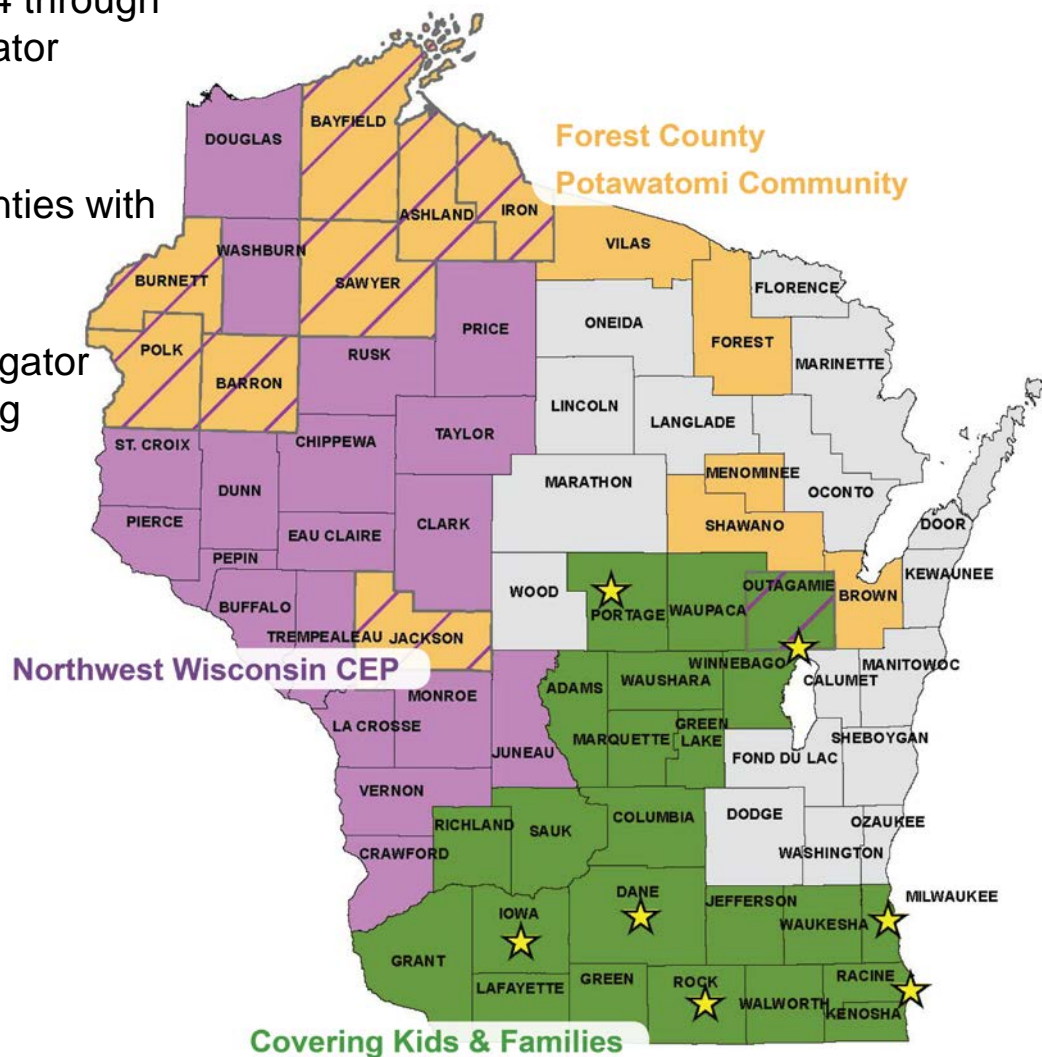 4 through
ator
nties with
gator
g
Forest County
Potawatomi Community
DOUGLAS
BAYFIELD
ASHLAND
IRON
VILAS
WASHBURN
BURNETT
SAWYER
FLORENCE
ONEIDA
PRICE
FOREST
RUSK
POLK
BARRON
MARINETTE
LINCOLN
LANGLADE
TAYLOR
CHIPPEWA
ST. CROIX
MENOMINEE
MARATHON
OCONTO
DUNN
CLARK
SHAWANO
DOOR
PIERCE
EAU CLAIRE
PEPIN
KEWAUNEE
OUTAGAMIE
BROWN
WOOD
PORTAGE
WAUPACA
BUFFALO
TREMPEALEAU
JACKSON
Northwest Wisconsin CEP
WINNEBAGO
MANITOWOC
CALUMET
ADAMS
WAUSHARA
MONROE
LA CROSSE
GREEN
LAKE
MARQUETTE
SHEBOYGAN
JUNEAU
FOND DU LAC
VERNON
RICHLAND
SAUK
COLUMBIA
DODGE
OZAUKEE
WASHINGTON
CRAWFORD
DANE
JEFFERSON
MILWAUKEE
IOWA
WAUKESHA
GRANT
LAFAYETTE
GREEN
ROCK
WALWORTH
RACINE
KENOSHA
Covering Kids & Families